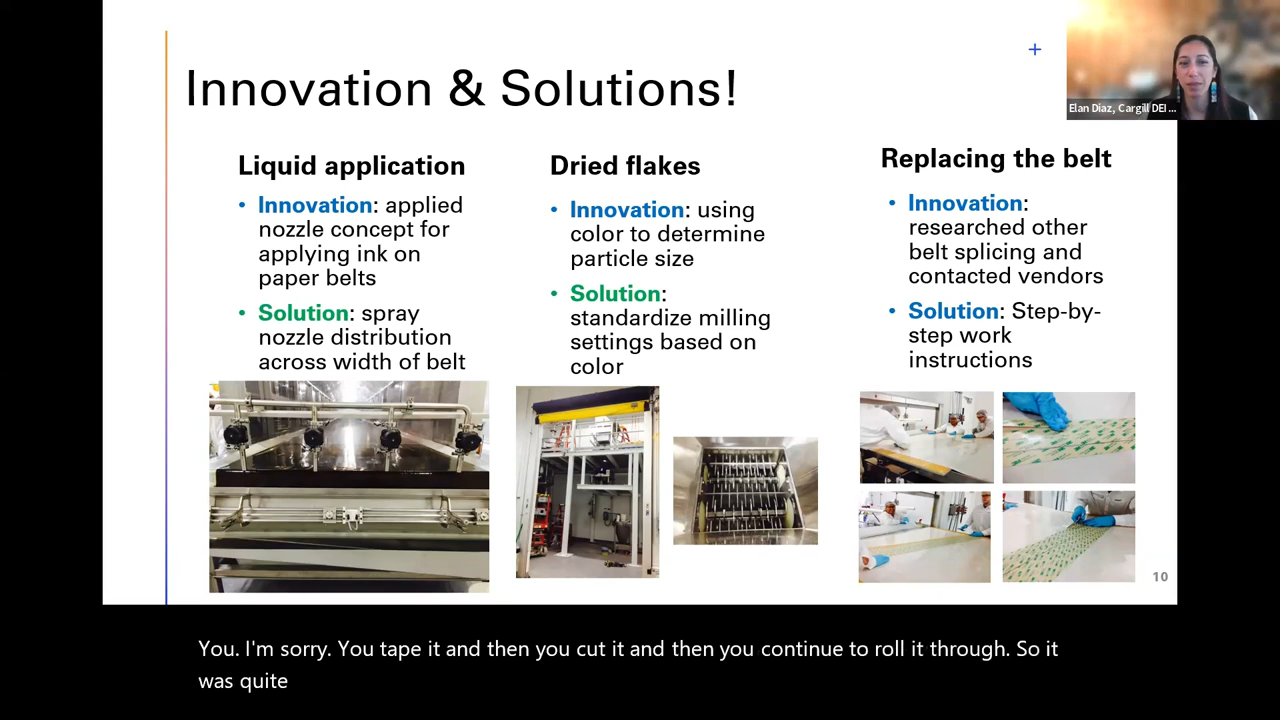 Innovation & Solutions!
Elan Diaz, Cargill DEI ...
Liquid application
• Innovation: applied
nozzle concept for
applying ink on
paper belts
• Solution: spray
nozzle distribution
across width of belt
Dried flakes
• Innovation: using
color to determine
particle size
• Solution:
standardize milling
settings based on
color
Replacing the belt
• Innovation:
researched other
belt splicing and
contacted vendors
• Solution: Step-by-
step work
instructions
10
You. I'm sorry. You tape it and then you cut it and then you continue to roll it through. So it
was quite